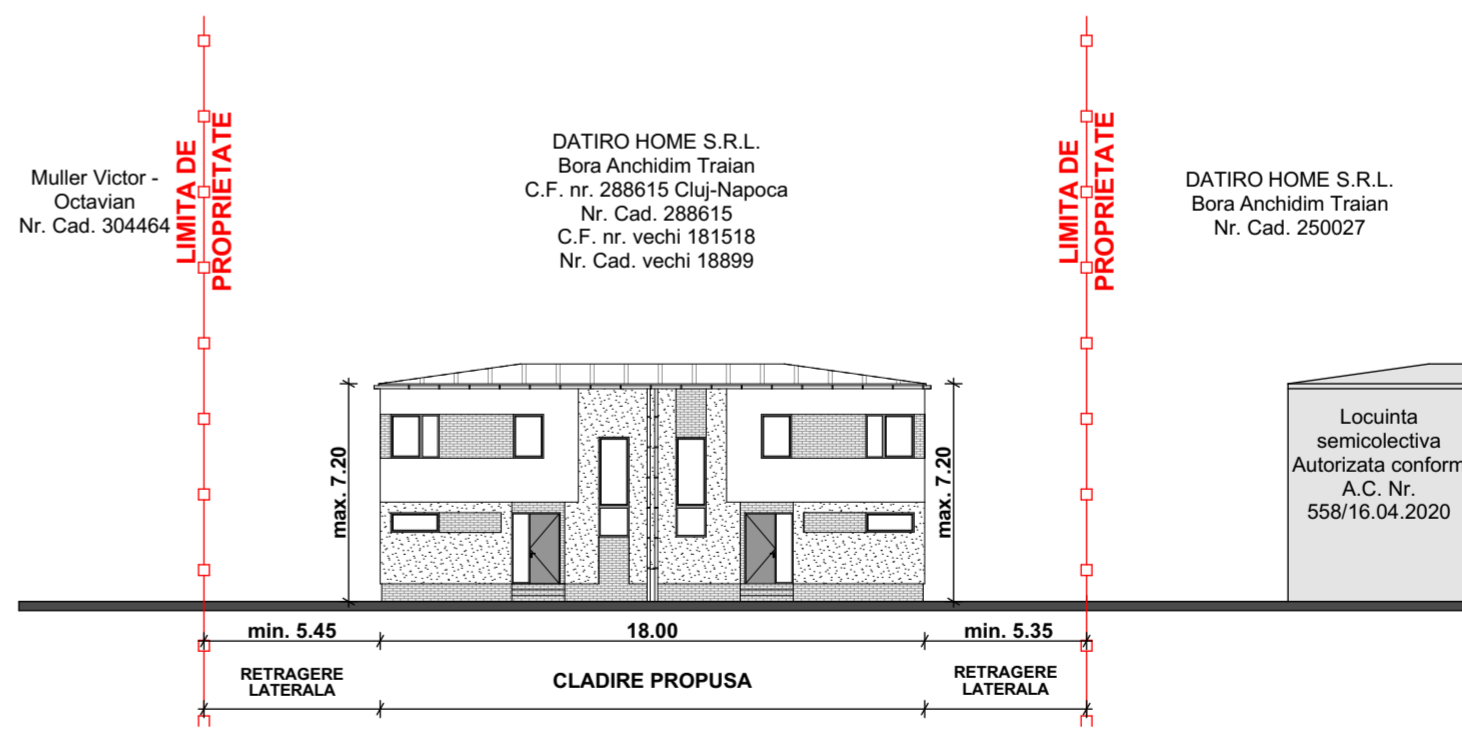 Muller Victor -
Octavian
Nr. Cad. 304464
LIMITA DE
PROPRIETATE
DATIRO HOME S.R.L.
Bora Anchidim Traian
C.F. nr. 288615 Cluj-Napoca
Nr. Cad. 288615
C.F. nr. vechi 181518
Nr. Cad. vechi 18899
LIMITA DE
PROPRIETATE
DATIRO HOME S.R.L.
Bora Anchidim Traian
Nr. Cad. 250027
max. 7.20
max. 7.20
Locuinta
semicolectiva
Autorizata conform
A.C. Nr.
558/16.04.2020
min. 5.45
18.00
min. 5.35
RETRAGERE
LATERALA
CLADIRE PROPUSA
RETRAGERE
LATERALA